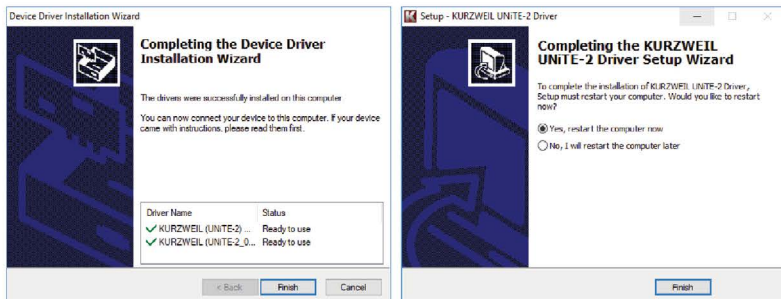 Device Driver Installation Wizard
Completing the Device Driver
Installation Wizard
The drivers were successfully installed on this computer
You can now connect your device to this computer. If your device
came with instructions, please read them first.
Driver Name Status
KURZWEIL (UNiTE-2) ... Ready to use
KURZWEIL (UNiTE-2_0... Ready to use
< Back Finish Cancel
Setup - KURZWEIL UNiTE-2 Driver
Completing the KURZWEIL
UNiTE-2 Driver Setup Wizard
To complete the installation of KURZWEIL UNiTE-2 Driver,
Setup must restart your computer. Would you like to restart
now?
Yes, restart the computer now
No, I will restart the computer later
Finish